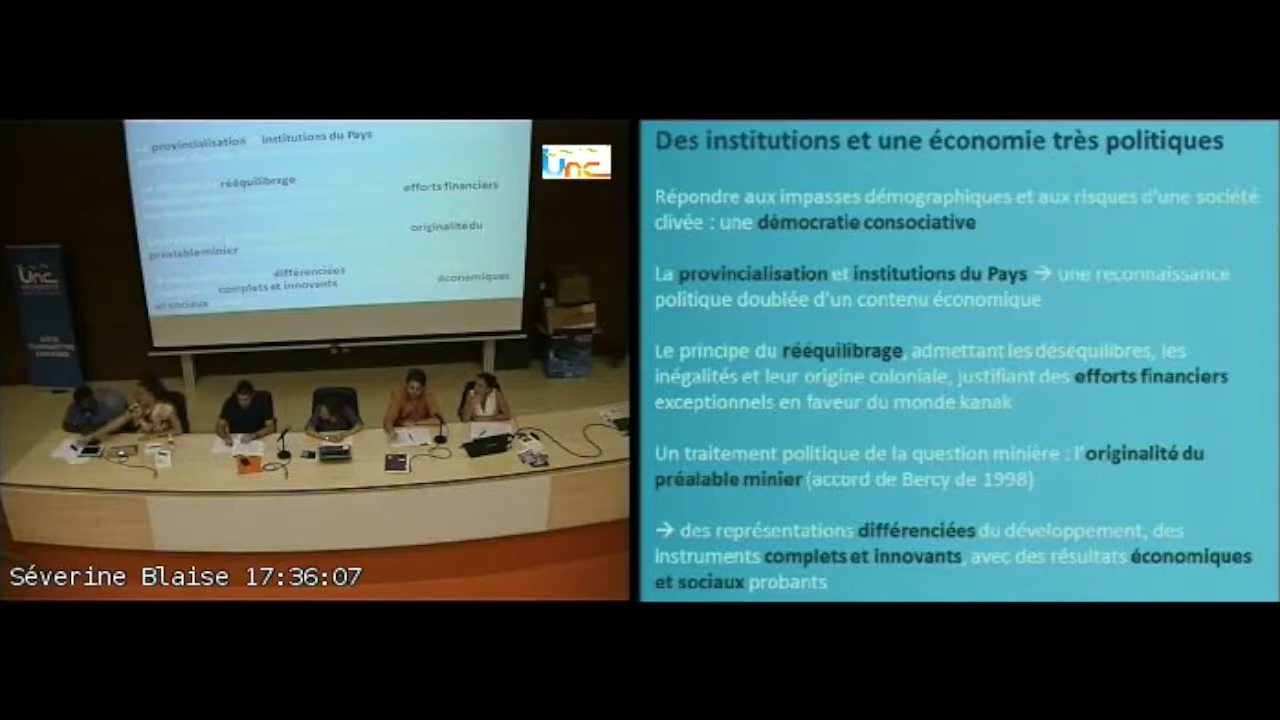 provincialisation institutions du Pays
rééquilibrage
efforts financiers
originalité du
préalable minier
différenciées
complets et innovants
économiques
et sociaux
Unc
Unc
Séverine Blaise 17:36:07
Des institutions et une économie très politiques
Répondre aux impasses démographiques et aux risques d'une société
clivée : une démocratie consociative
La provincialisation et institutions du Pays → une reconnaissance
politique doublée d'un contenu économique
Le principe du rééquilibrage, admettant les déséquilibres, les
inégalités et leur origine coloniale, justifiant des efforts financiers
exceptionnels en faveur du monde kanak
Un traitement politique de la question minière : l'originalité du
préalable minier (accord de Bercy de 1998)
→ des représentations différenciées du développement, des
instruments complets et innovants, avec des résultats économiques
et sociaux probants